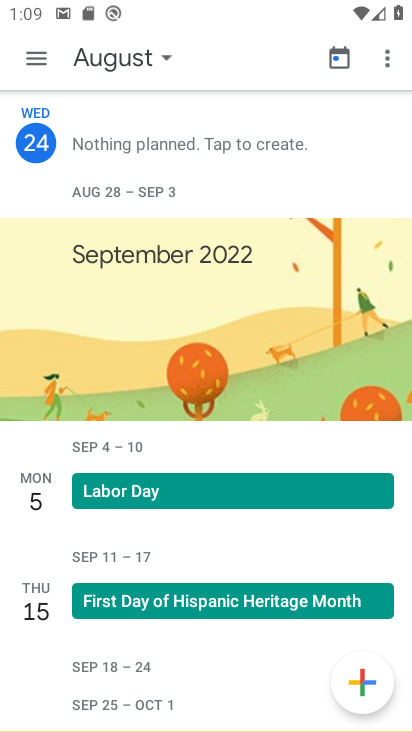 1:09
August
WED
24
Nothing planned. Tap to create.
AUG 28 – SEP 3
September 2022
SEP 4 – 10
MON
5
Labor Day
SEP 11 – 17
THU
15
First Day of Hispanic Heritage Month
SEP 18 – 24
SEP 25 – OCT 1